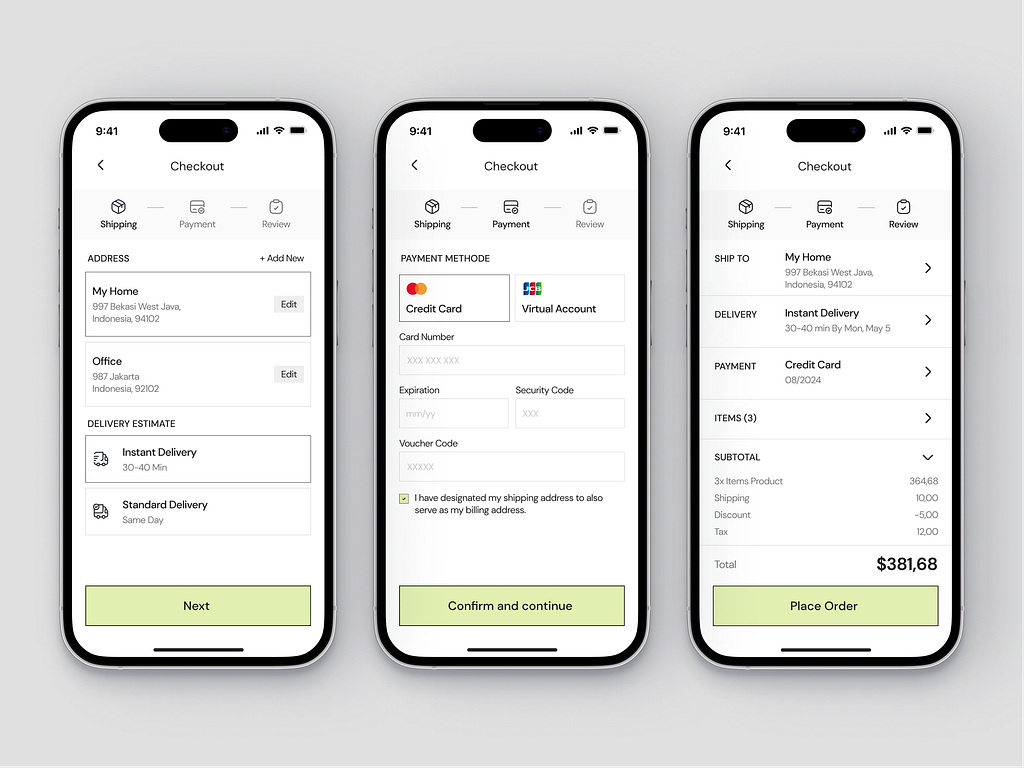 9:41
Checkout
Shipping
Payment
Review
ADDRESS
+ Add New
My Home
997 Bekasi West Java,
Indonesia, 94102
Edit
Office
987 Jakarta
Indonesia, 92102
Edit
DELIVERY ESTIMATE
Instant Delivery
30-40 Min
Standard Delivery
Same Day
Next
9:41
Checkout
Shipping
Payment
Review
PAYMENT METHODE
Credit Card
JCB
Virtual Account
Card Number
XXX XXX XXX
Expiration
Security Code
mm/yy
XXX
Voucher Code
XXXXX
I have designated my shipping address to also
serve as my billing address.
Confirm and continue
9:41
Checkout
Shipping
Payment
Review
SHIP TO
My Home
997 Bekasi West Java,
Indonesia, 94102
DELIVERY
Instant Delivery
30-40 min By Mon, May 5
PAYMENT
Credit Card
08/2024
ITEMS (3)
SUBTOTAL
3x Items Product 364,68
Shipping 10,00
Discount -5,00
Tax 12,00
Total $381,68
Place Order